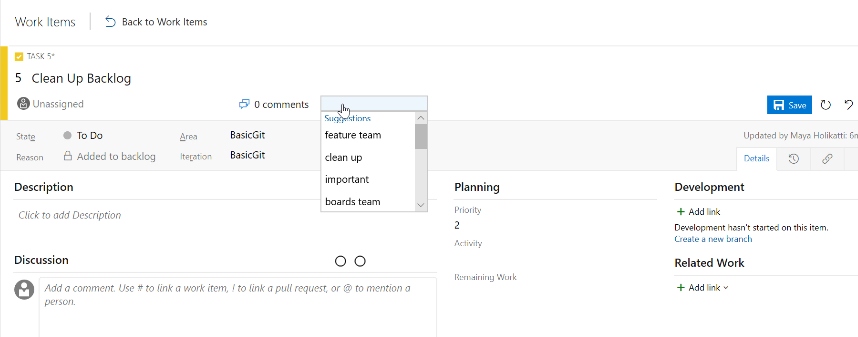 Work Items
Back to Work Items
TASK 5*
5 Clean Up Backlog
Unassigned
0 comments
Save
Suggestions
feature team
clean up
important
boards team
State
To Do
Area
BasicGit
Reason
Added to backlog
Iteration
BasicGit
Updated by Maya Holikatti:
Details
Description
Click to add Description
Planning
Priority
2
Activity
Remaining Work
Development
+ Add link
Development hasn't started on this item.
Create a new branch
Related Work
+ Add link
Discussion
Add a comment. Use # to link a work item, ! to link a pull request, or @ to mention a
person.